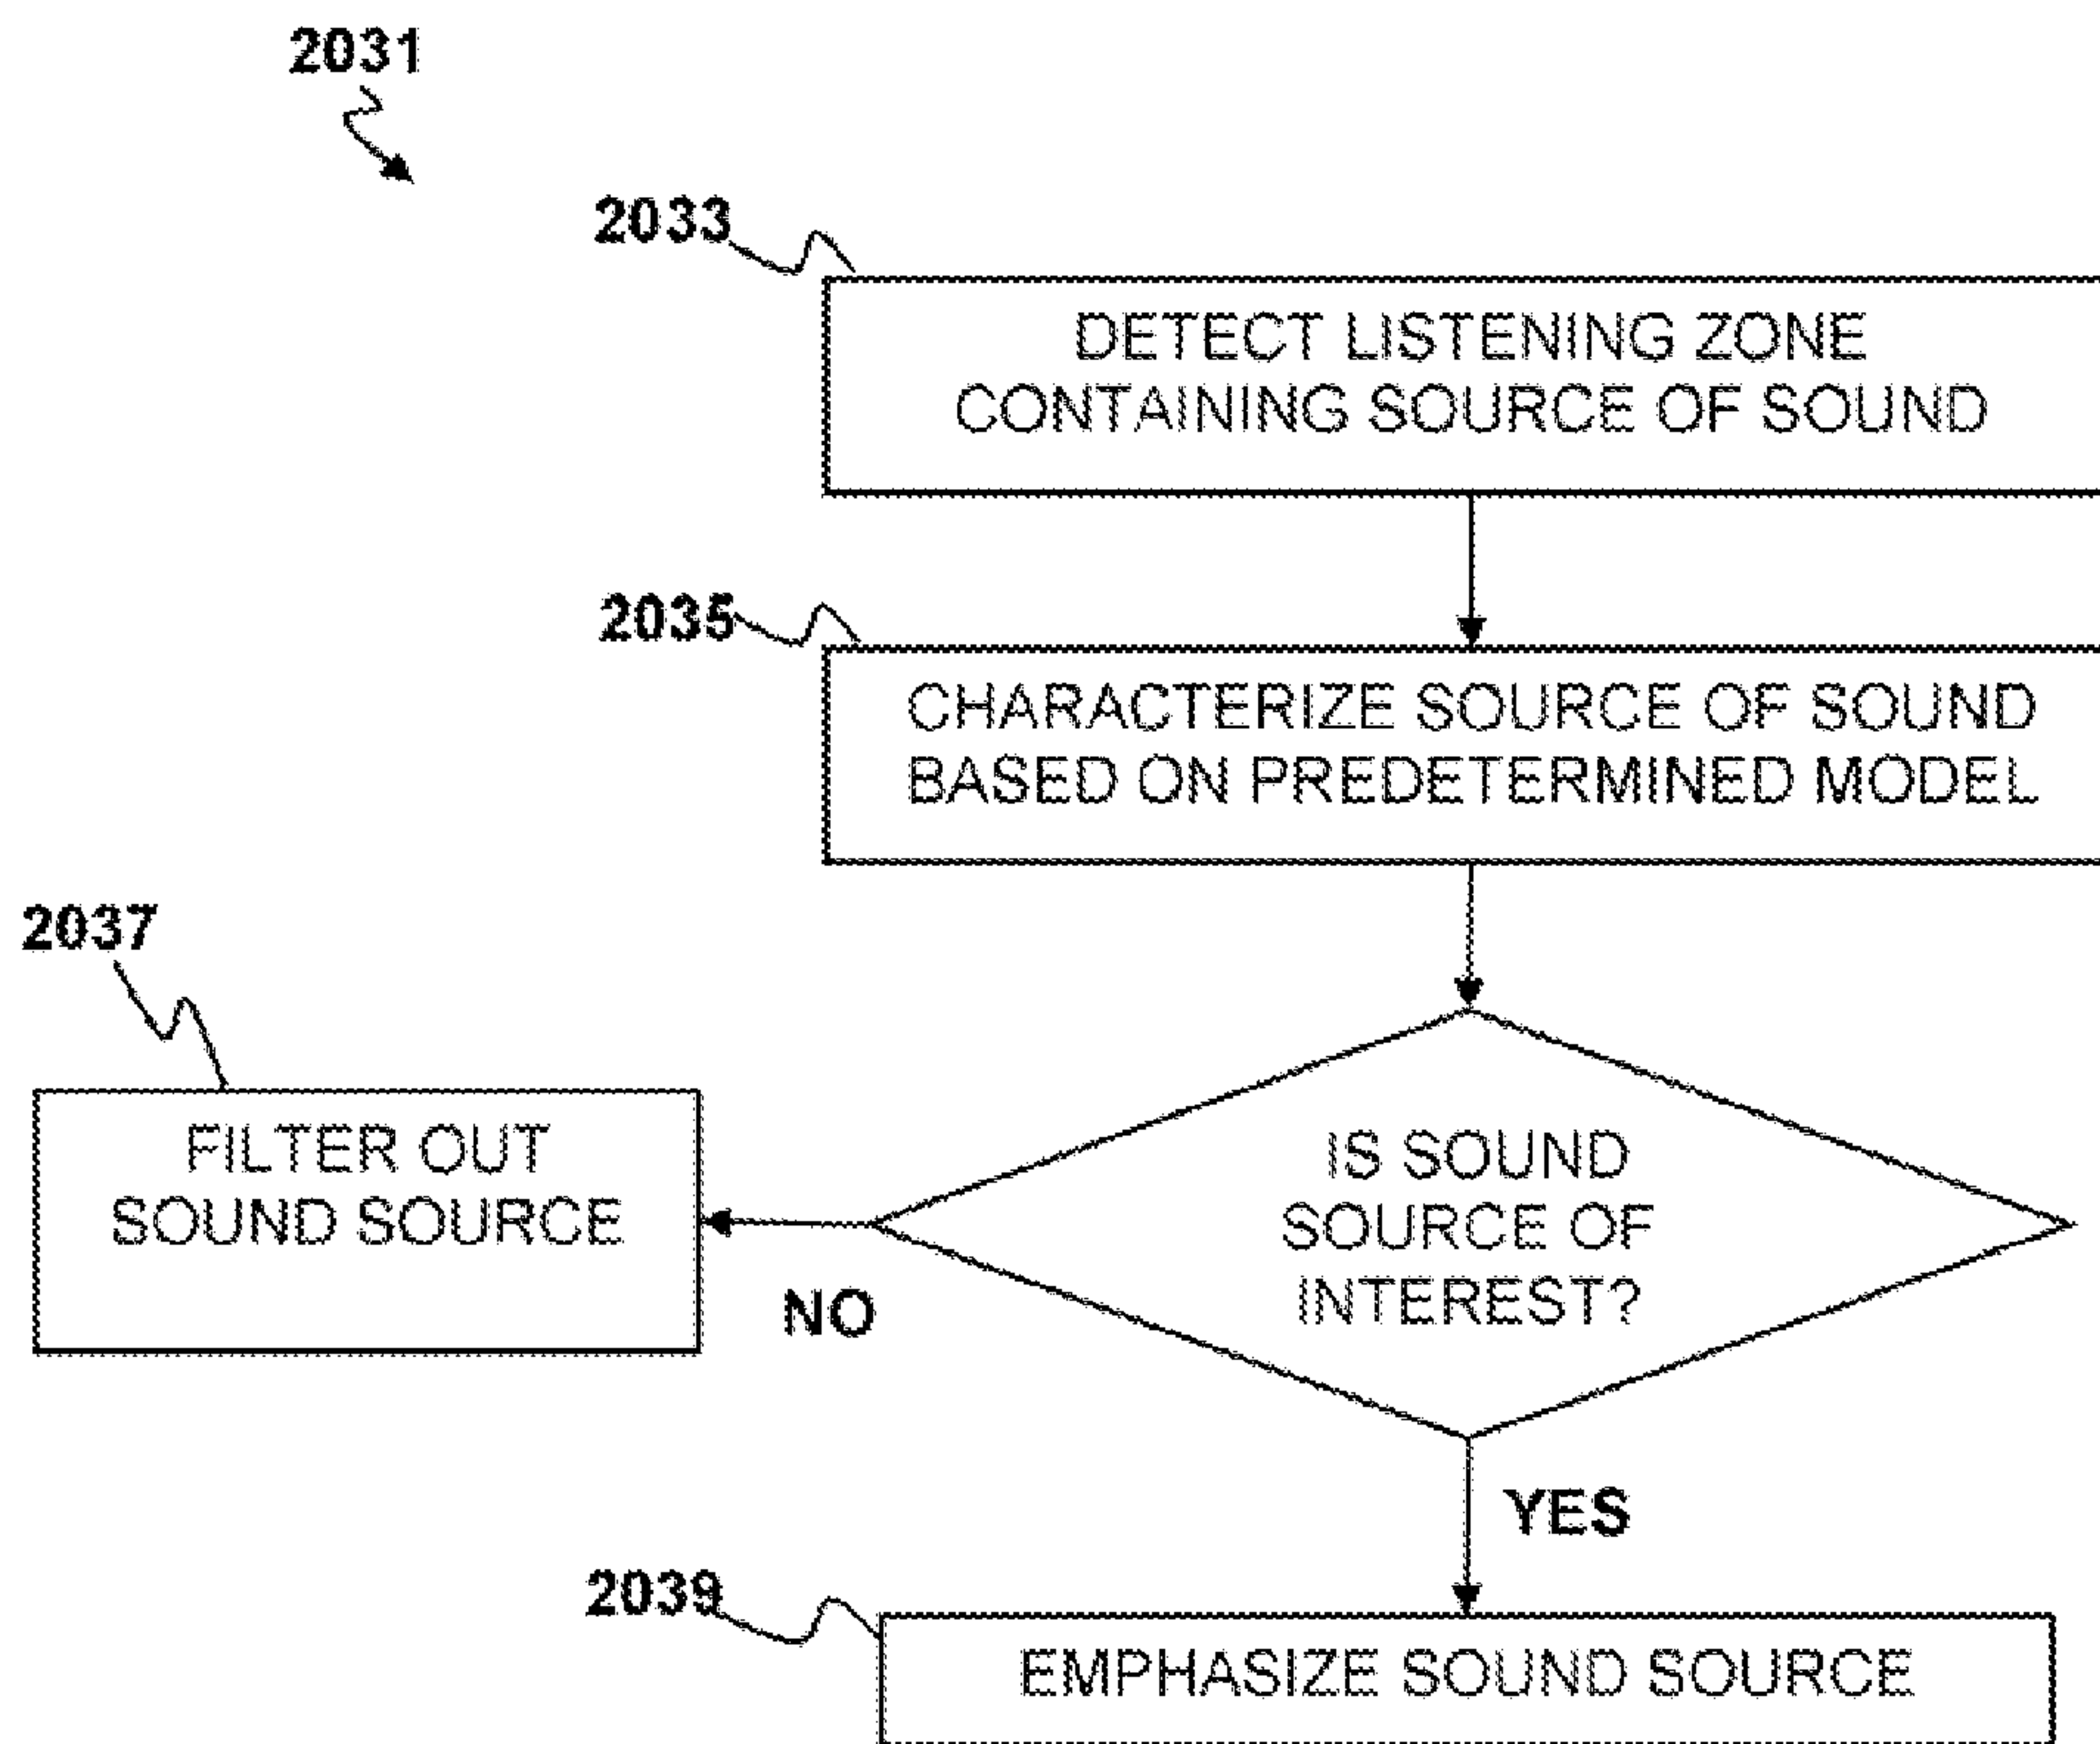 2031
2033
DETECT LISTENING ZONE
CONTAINING SOURCE OF SOUND
2035
CHARACTERIZE SOURCE OF SOUND
BASED ON PREDETERMINED MODEL
2037
FILTER OUT
SOUND SOURCE
NO
IS SOUND
SOURCE OF
INTEREST?
YES
2039
EMPHASIZE SOUND SOURCE